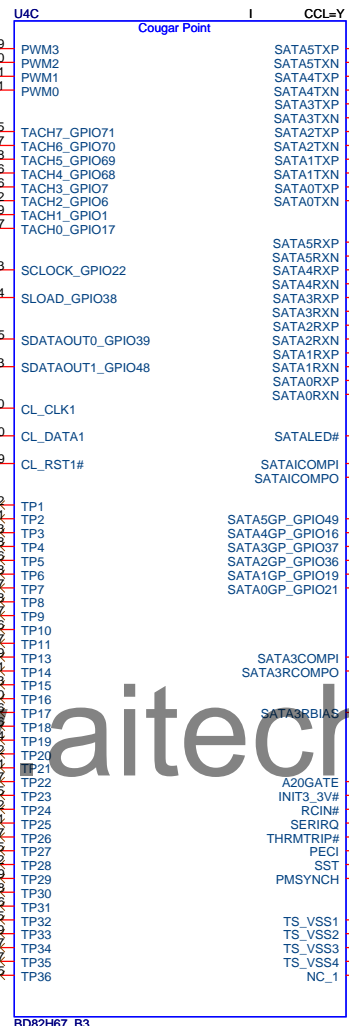 U4C I CCL=Y
Cougar Point
PWM3 SATA5TXP
PWM2 SATA5TXN
PWM1 SATA4TXP
PWM0 SATA4TXN
SATA3TXP
SATA3TXN
TACH7_GPIO71 SATA2TXP
TACH6_GPIO70 SATA2TXN
TACH5_GPIO69 SATA1TXP
TACH4_GPIO68 SATA1TXN
TACH3_GPIO7 SATA0TXP
TACH2_GPIO6 SATA0TXN
TACH1_GPIO1
TACH0_GPIO17
SATA5RXP
SATA5RXN
SCLOCK_GPIO22 SATA4RXP
SATA4RXN
SLOAD_GPIO38 SATA3RXP
SATA3RXN
SATA2RXP
SDATAOUT0_GPIO39 SATA2RXN
SATA1RXP
SDATAOUT1_GPIO48 SATA1RXN
SATA0RXP
SATA0RXN
CL_CLK1
CL_DATA1 SATALED#
CL_RST1# SATAICOMPI
SATAICOMPO
TP1
TP2 SATA5GP_GPIO49
TP3 SATA4GP_GPIO16
TP4 SATA3GP_GPIO37
TP5 SATA2GP_GPIO36
TP6 SATA1GP_GPIO19
TP7 SATA0GP_GPIO21
TP8
TP9
TP10
TP11
TP13 SATA3COMPI
TP14 SATA3RCOMPO
TP15
TP16
TP17 SATA3RBIAS
TP18
TP19
TP20
TP21
.aitech
TP22 A20GATE
TP23 INIT3_3V#
TP24 RCIN#
TP25 SERIRQ
TP26 THRMTRIP#
TP27 PECI
TP28 SST
TP29 PMSYNCH
TP30
TP31
TP32 TS_VSS1
TP33 TS_VSS2
TP34 TS_VSS3
TP35 TS_VSS4
TP36 NC_1
BD82H67_B3